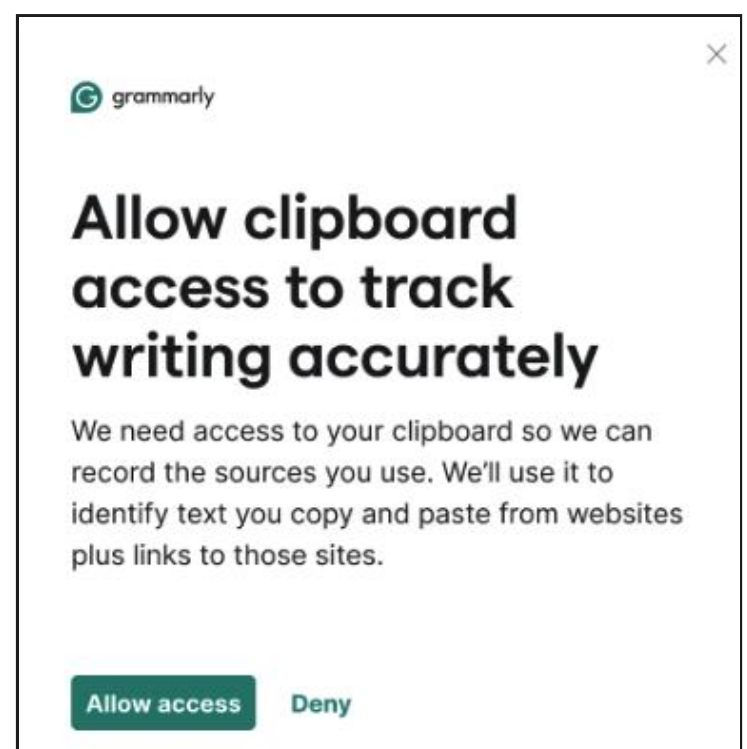 grammarly
Allow clipboard
access to track
writing accurately
We need access to your clipboard so we can
record the sources you use. We'll use it to
identify text you copy and paste from websites
plus links to those sites.
Allow access Deny